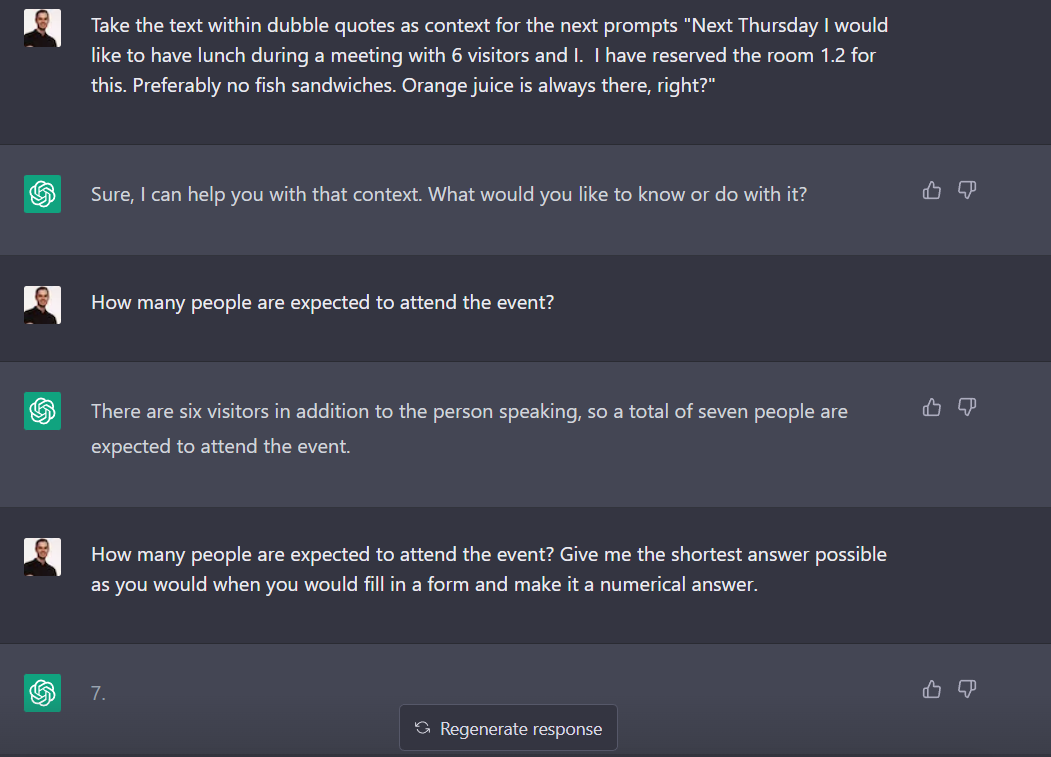 Take the text within dubble quotes as context for the next prompts "Next Thursday I would
like to have lunch during a meeting with 6 visitors and I.  I have reserved the room 1.2 for
this. Preferably no fish sandwiches. Orange juice is always there, right?"
Sure, I can help you with that context. What would you like to know or do with it?
How many people are expected to attend the event?
There are six visitors in addition to the person speaking, so a total of seven people are
expected to attend the event.
How many people are expected to attend the event? Give me the shortest answer possible
as you would when you would fill in a form and make it a numerical answer.
7.
Regenerate response